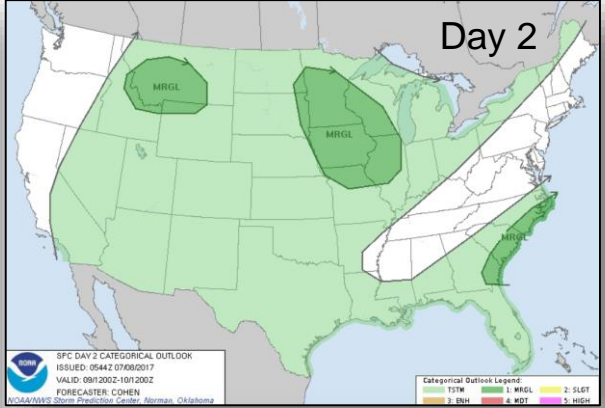 Day 2
MRGL
MRGL
MRGL
NOAA
SPC DAY 2 CATEGORICAL OUTLOOK
ISSUED: 0544Z 07/08/2017
VALID: 09/1200Z-10/1200Z
FORECASTER: COHEN
NOAA/NWS Storm Prediction Center, Norman, Oklahoma
Categorical Outlook Legend:
TSTM 1: MRGL 2: SLGT
3: ENH 4: MDT 5: HIGH